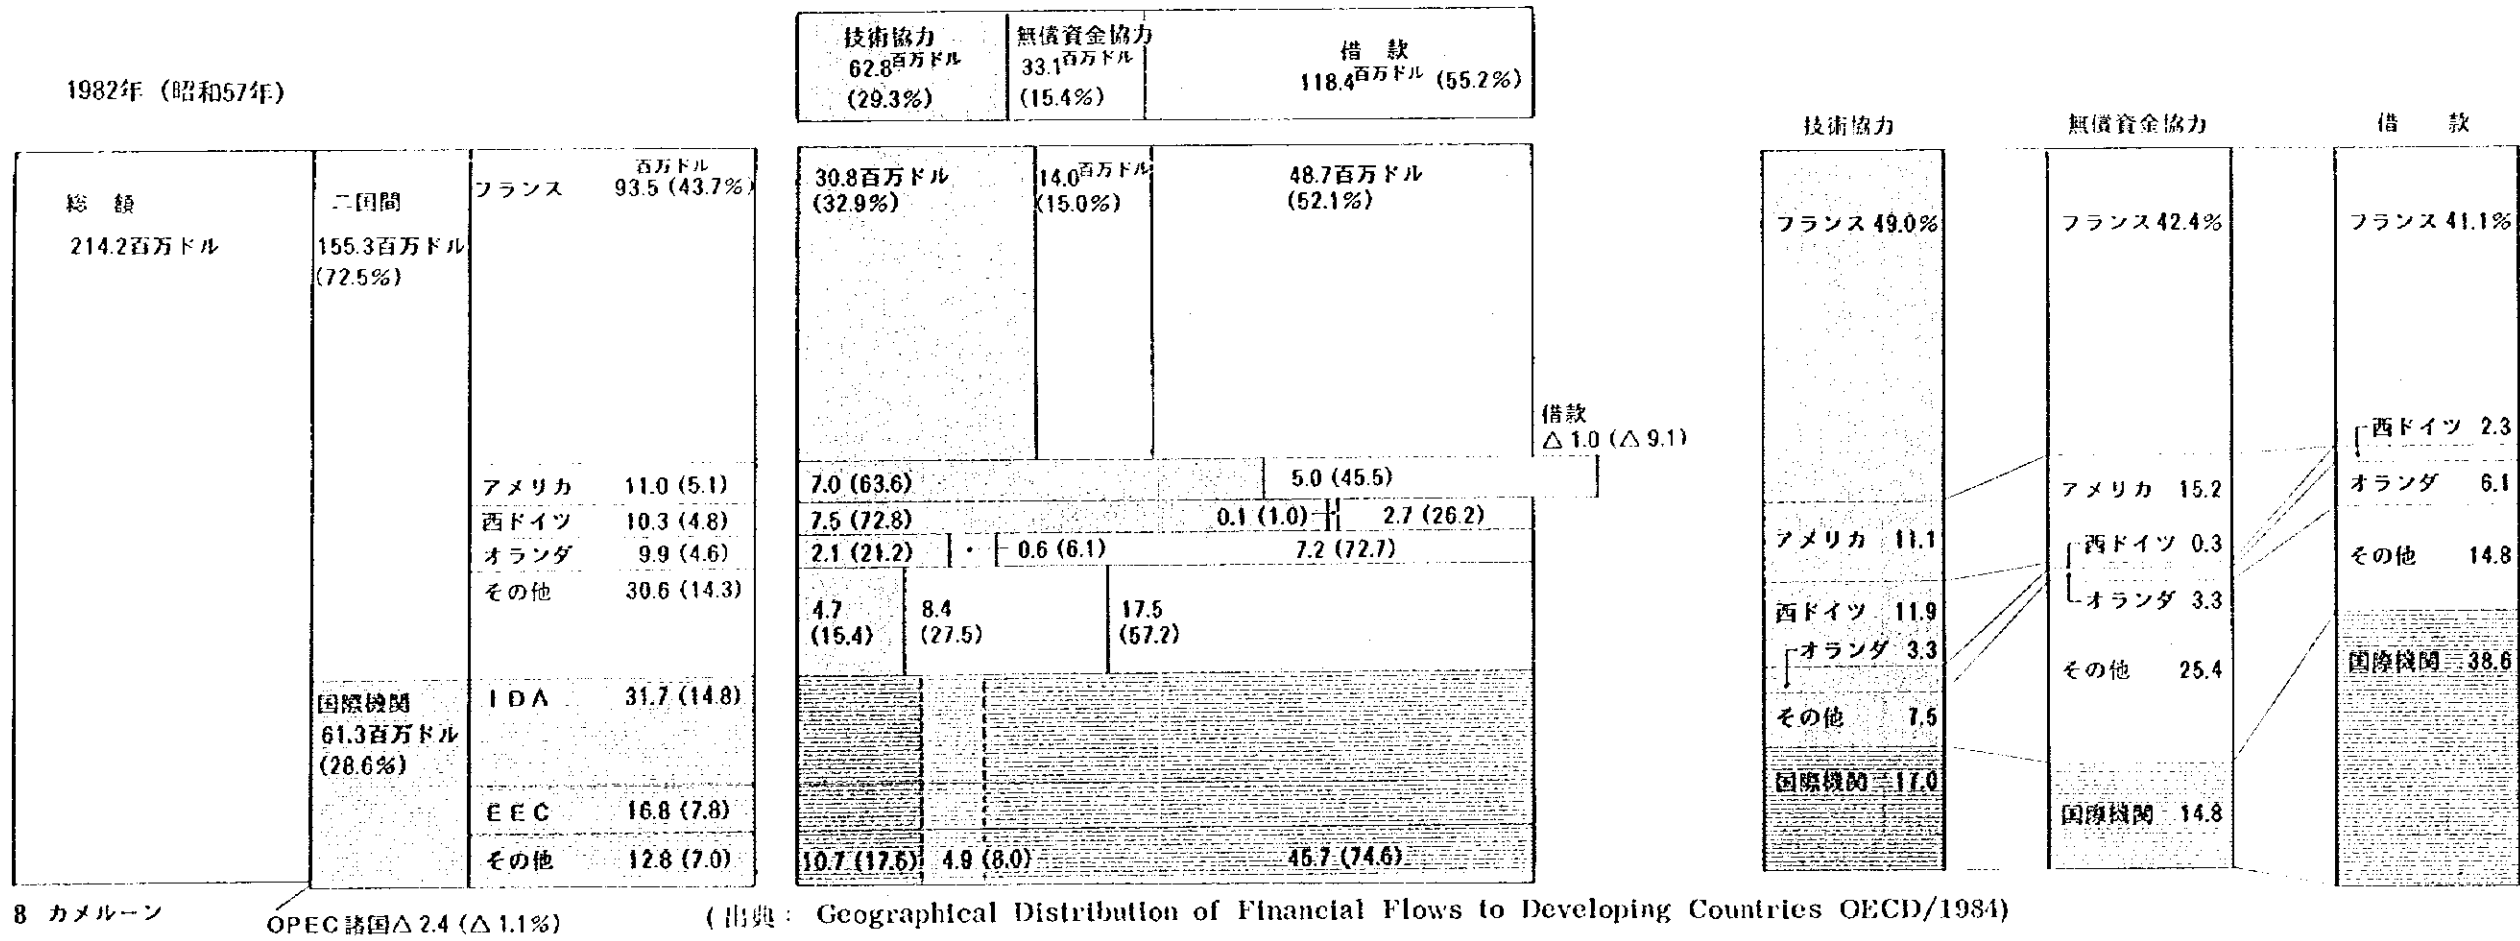 1982年 (昭和57年)
技術協力
62.8百万ドル
(29.3%)
無償資金協力
33.1百万ドル
(15.4%)
借 款
118.4百万ドル (55.2%)
総 額
214.2百万ドル
二国間
155.3百万ドル
(72.5%)
百万ドル
フランス 93.5 (43.7%)
アメリカ 11.0 (5.1)
西ドイツ 10.3 (4.8)
オランダ 9.9 (4.6)
その他 30.6 (14.3)
国際機関
61.3百万ドル
(28.6%)
IDA 31.7 (14.8)
EEC 16.8 (7.8)
その他 12.8 (7.0)
30.8百万ドル
(32.9%)
14.0百万ドル
(15.0%)
48.7百万ドル
(52.1%)
借款
△ 1.0 (△ 9.1)
7.0 (63.6) 5.0 (45.5)
7.5 (72.8) 0.1 (1.0) 2.7 (26.2)
2.1 (21.2) 0.6 (6.1) 7.2 (72.7)
4.7
(15.4)
8.4
(27.5)
17.5
(57.2)
10.7 (17.5) 4.9 (8.0) 45.7 (74.6)
技術協力
フランス 49.0%
アメリカ 11.1
西ドイツ 11.9
オランダ 3.3
その他 7.5
国際機関 17.0
無償資金協力
フランス 42.4%
アメリカ 15.2
西ドイツ 0.3
オランダ 3.3
その他 25.4
国際機関 14.8
借 款
フランス 41.1%
西ドイツ 2.3
オランダ 6.1
その他 14.8
国際機関 38.6
8 カメルーン
OPEC諸国△ 2.4 (△ 1.1%)
(出典: Geographical Distribution of Financial Flows to Developing Countries OECD/1984)